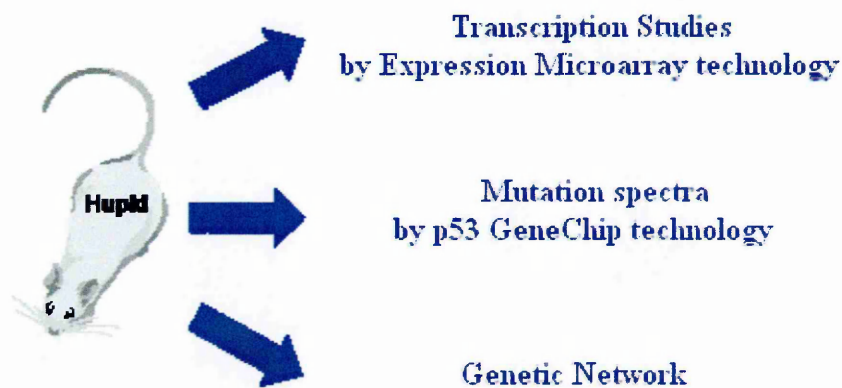 Transcription Studies
by Expression Microarray technology
Hupki
Mutation spectra
by p53 GeneChip technology
Genetic Network